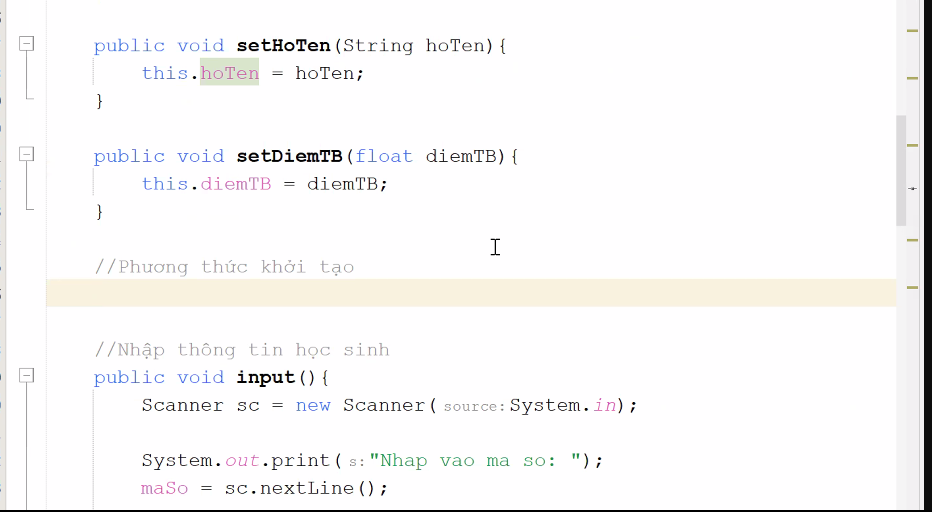 public void setHoTen(String hoTen){
this.hoTen = hoTen;
}
public void setDiemTB(float diemTB){
this.diemTB = diemTB;
}
//Phương thức khởi tạo
//Nhập thông tin học sinh
public void input(){
Scanner sc = new Scanner(source:System.in);
System.out.print(s:"Nhap vao ma so: ");
maSo = sc.nextLine();